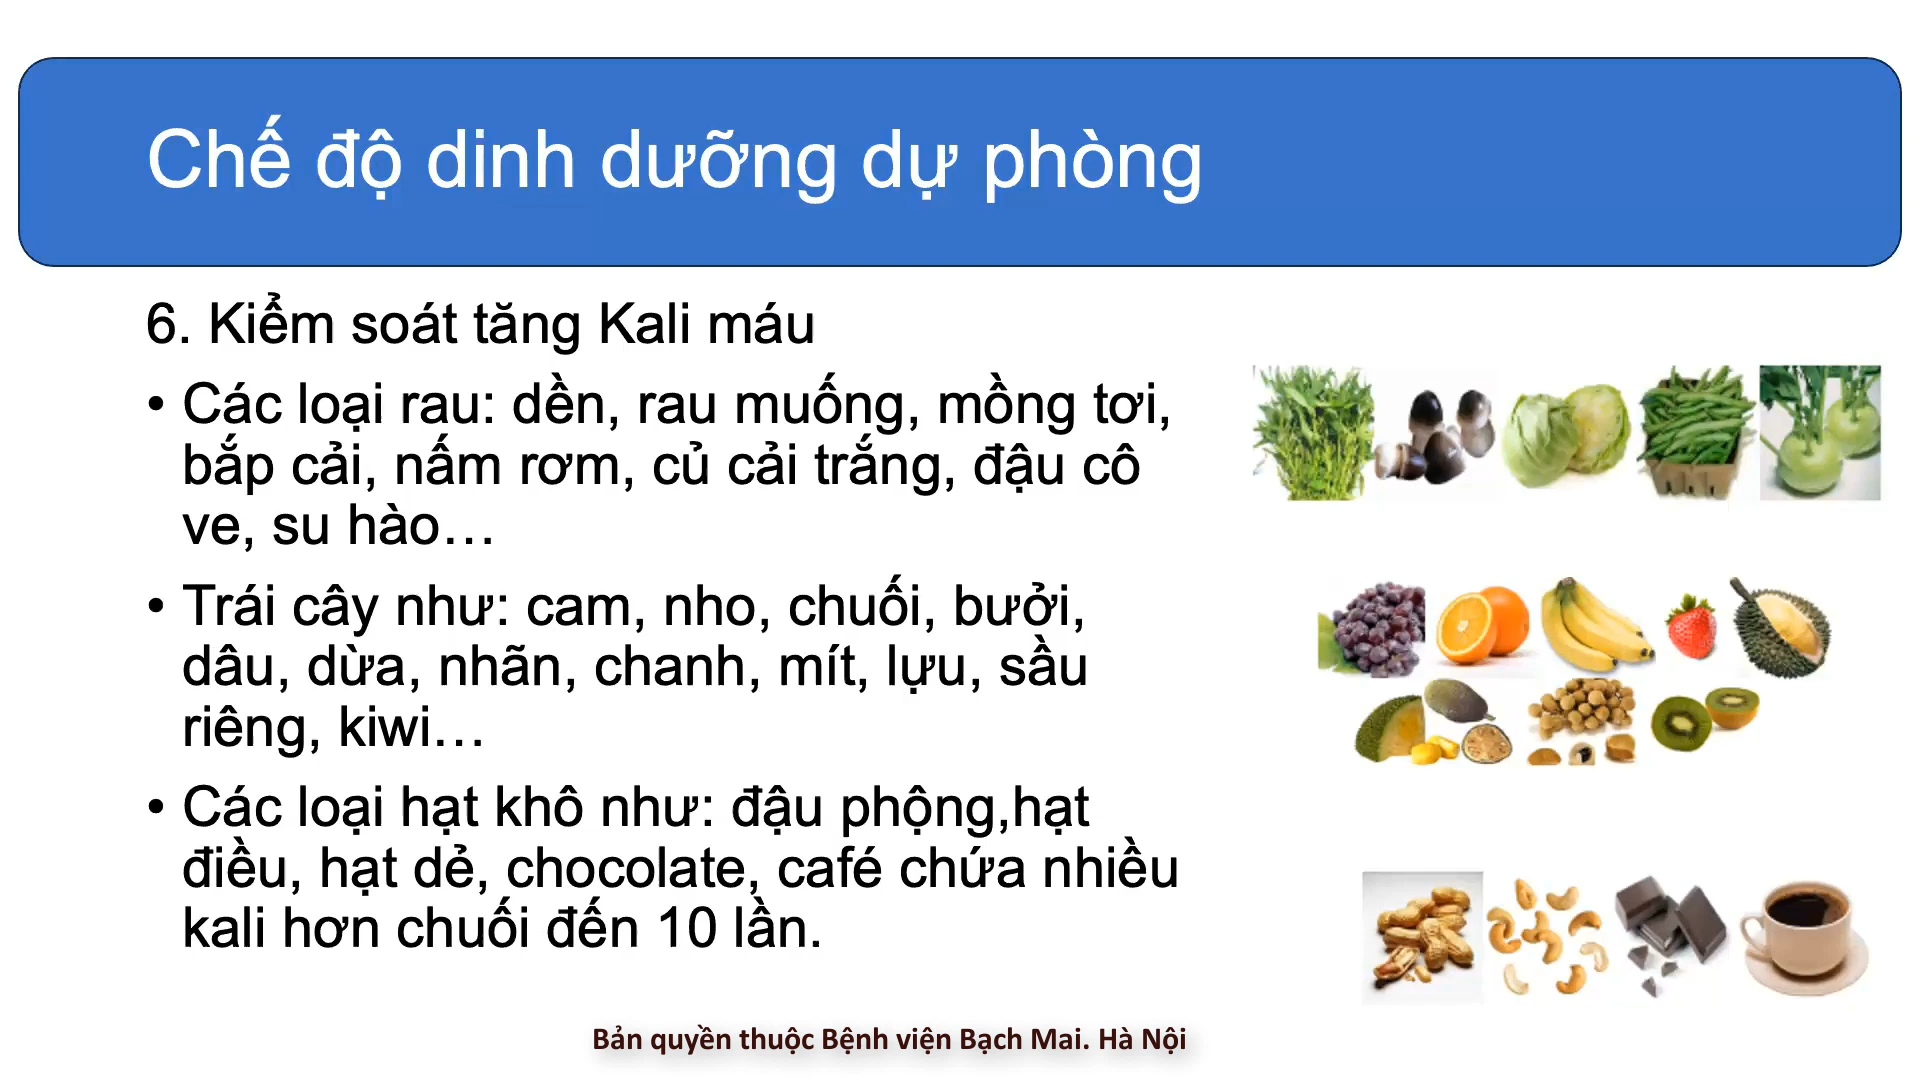 Chế độ dinh dưỡng dự phòng
6. Kiểm soát tăng Kali máu
• Các loại rau: dền, rau muống, mồng tơi,
bắp cải, nấm rơm, củ cải trắng, đậu cô
ve, su hào…
• Trái cây như: cam, nho, chuối, bưởi,
dâu, dừa, nhãn, chanh, mít, lựu, sầu
riêng, kiwi…
• Các loại hạt khô như: đậu phộng,hạt
điều, hạt dẻ, chocolate, café chứa nhiều
kali hơn chuối đến 10 lần.
Bản quyền thuộc Bệnh viện Bạch Mai. Hà Nội